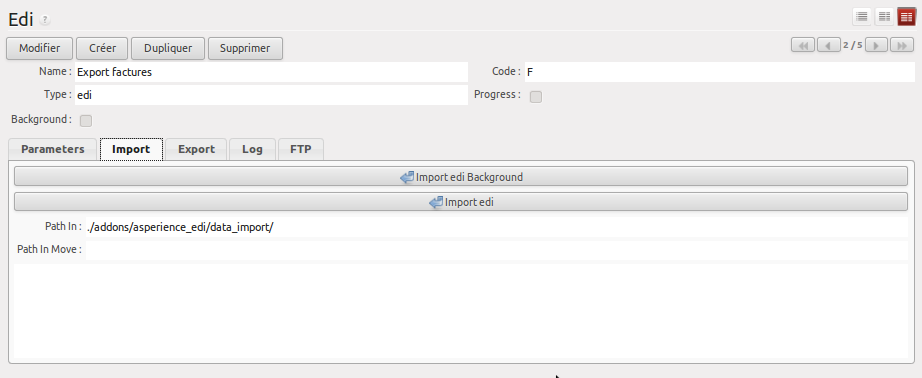 Edi ?
Modifier Créer Dupliquer Supprimer 2 / 5
Name : Export factures Code : F
Type : edi Progress :
Background :
Parameters Import Export Log FTP
Import edi Background
Import edi
Path In : ./addons/asperience_edi/data_import/
Path In Move :